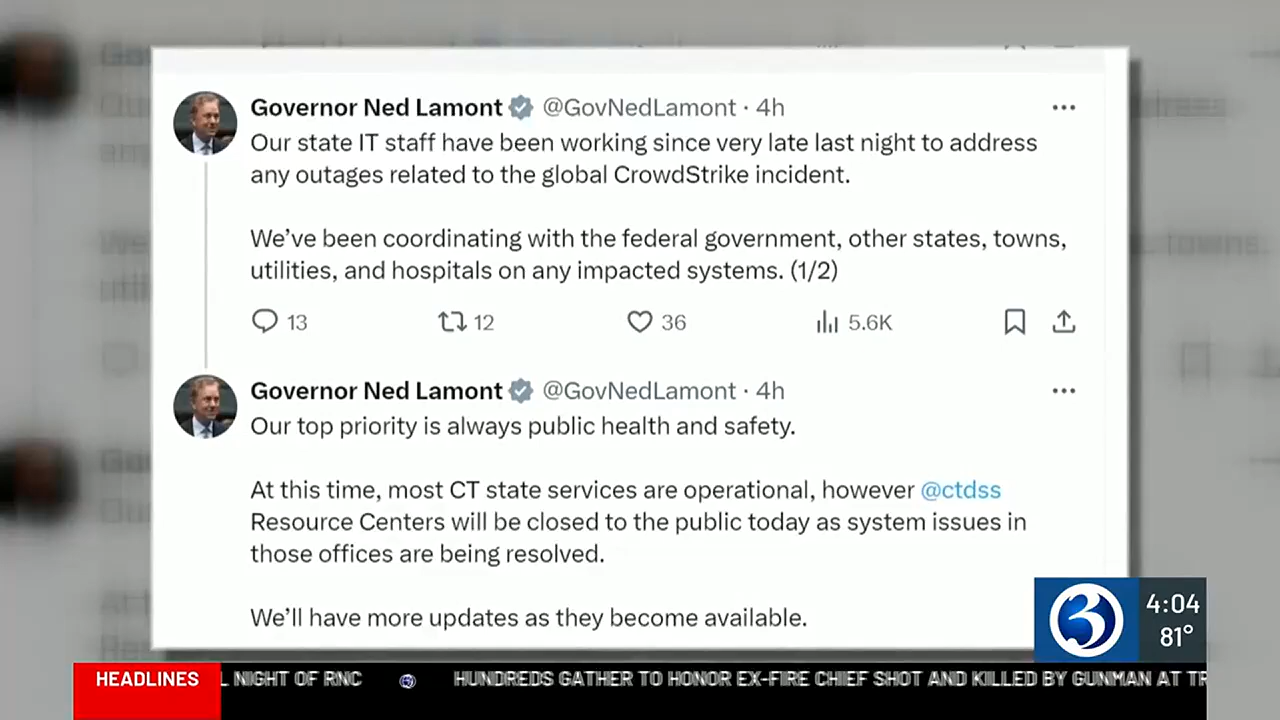 Governor Ned Lamont @GovNedLamont · 4h
Our state IT staff have been working since very late last night to address
any outages related to the global CrowdStrike incident.
We've been coordinating with the federal government, other states, towns,
utilities, and hospitals on any impacted systems. (1/2)
13 12 36 5.6K
Governor Ned Lamont @GovNedLamont · 4h
Our top priority is always public health and safety.
At this time, most CT state services are operational, however @ctdss
Resource Centers will be closed to the public today as system issues in
those offices are being resolved.
We'll have more updates as they become available.
3 4:04
81°
HEADLINES L NIGHT OF RNC HUNDREDS GATHER TO HONOR EX-FIRE CHIEF SHOT AND KILLED BY GUNMAN AT TR